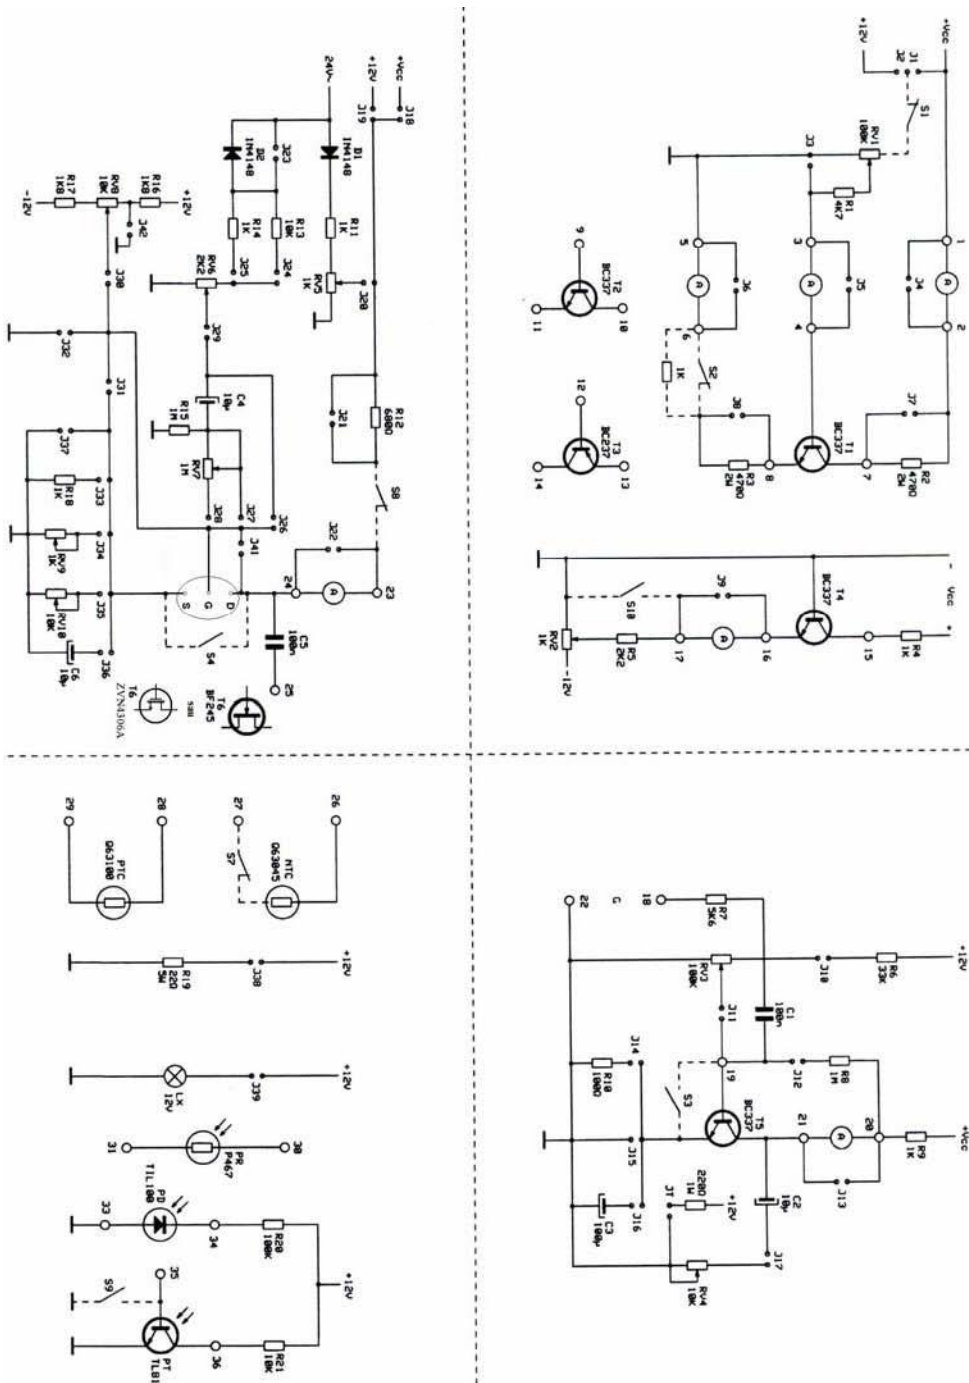 +Vcc
+12V
J1
J2
S1
RV1
100K
J3
R1
4K7
1
A
2
J4
3
A
4
J5
5
A
6
J6
S2
1K
J7
J8
T1
BC337
7
8
R2
470Ω
2W
R3
470Ω
2W
9
T2
BC337
10
11
12
T3
BC237
13
14
-
Vcc
+
T4
BC337
R4
1K
15
16
A
17
J9
S10
R5
2K2
RV2
1K
-12V
+Vcc
J18
+12V
J19
24V~
D1
1N4148
D2
1N4148
J23
R11
1K
R13
10K
R14
1K
J24
J25
RV5
1K
J20
RV6
2K2
J29
R12
680Ω
J21
S8
C4
10µ
R15
1M
RV7
1M
J26
J27
J28
J41
J22
23
A
24
+12V
R16
1K8
RV8
10K
R17
1K8
-12V
J42
J30
J32
J31
J37
J33
R18
1K
J34
RV9
1K
J35
RV10
10K
J36
C6
10µ
S
G
D
S4
C5
100n
25
T6
BF245
sau
T6
ZVN4306A
+12V
R6
33K
J10
RV3
100K
J11
18
G
22
R7
5K6
C1
100n
J12
R8
1M
19
S3
T5
BC337
20
A
21
J13
R9
1K
+Vcc
J14
R10
100Ω
J15
J16
C3
100µ
JT
220Ω
1W
+12V
C2
10µ
J17
RV4
10K
26
NTC
Q63045
S7
27
28
PTC
Q63100
29
+12V
J38
R19
22Ω
5W
+12V
J39
LX
12V
30
PR
P467
31
+12V
R20
100K
34
PD
TIL100
33
R21
10K
36
PT
TL81
35
S9